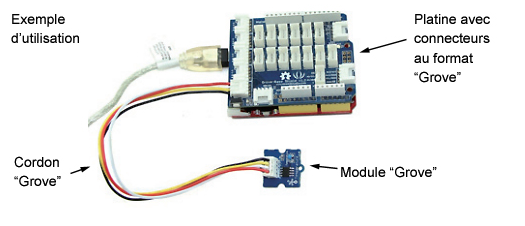 Exemple
d'utilisation
Platine avec
connecteurs
au format
“Grove”
Cordon
“Grove”
Module “Grove”